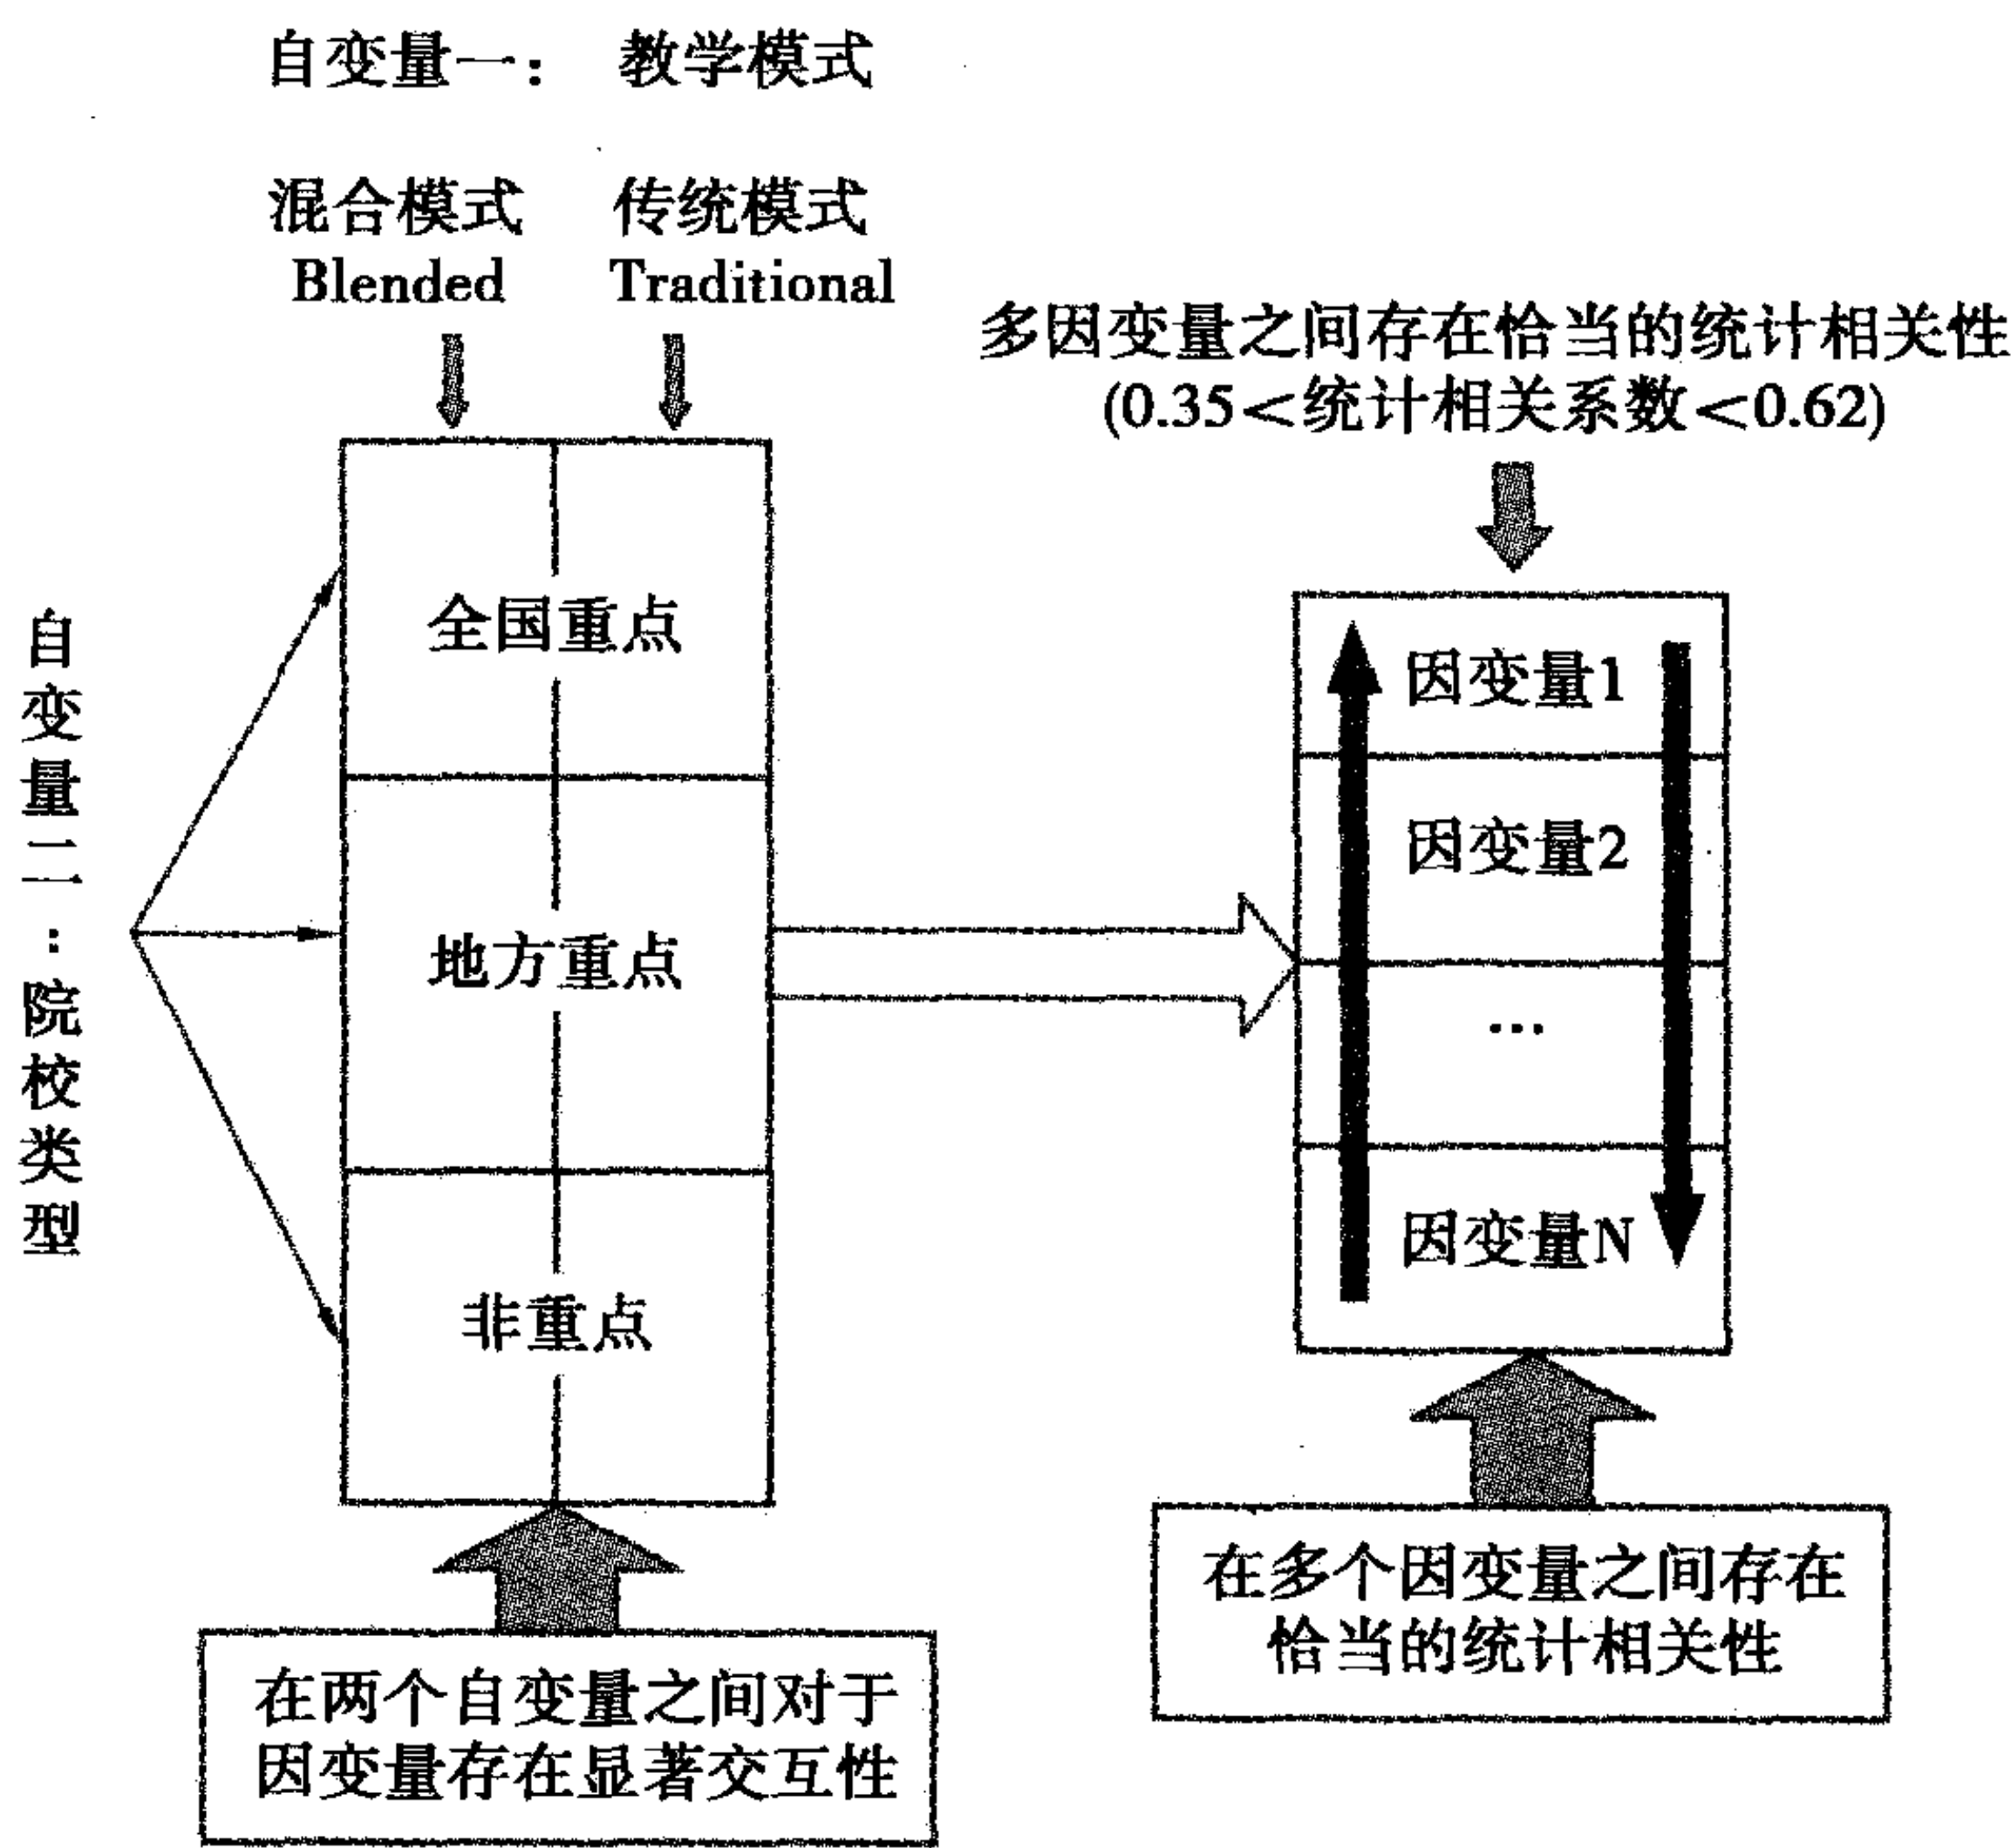 自变量一： 教学模式
混合模式 传统模式
Blended Traditional
多因变量之间存在恰当的统计相关性
(0.35<统计相关系数<0.62)
自变量二：院校类型
全国重点
地方重点
非重点
因变量1
因变量2
…
因变量N
在两个自变量之间对于
因变量存在显著交互性
在多个因变量之间存在
恰当的统计相关性